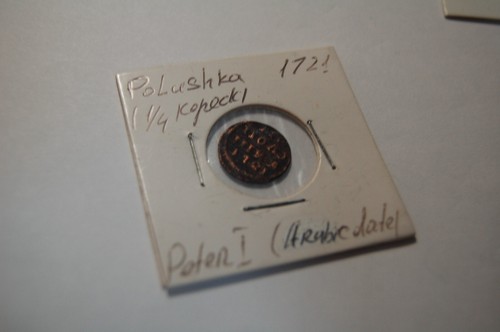 Polushka 1721
(1/4 kopeck)
Peter I (Arabic date)